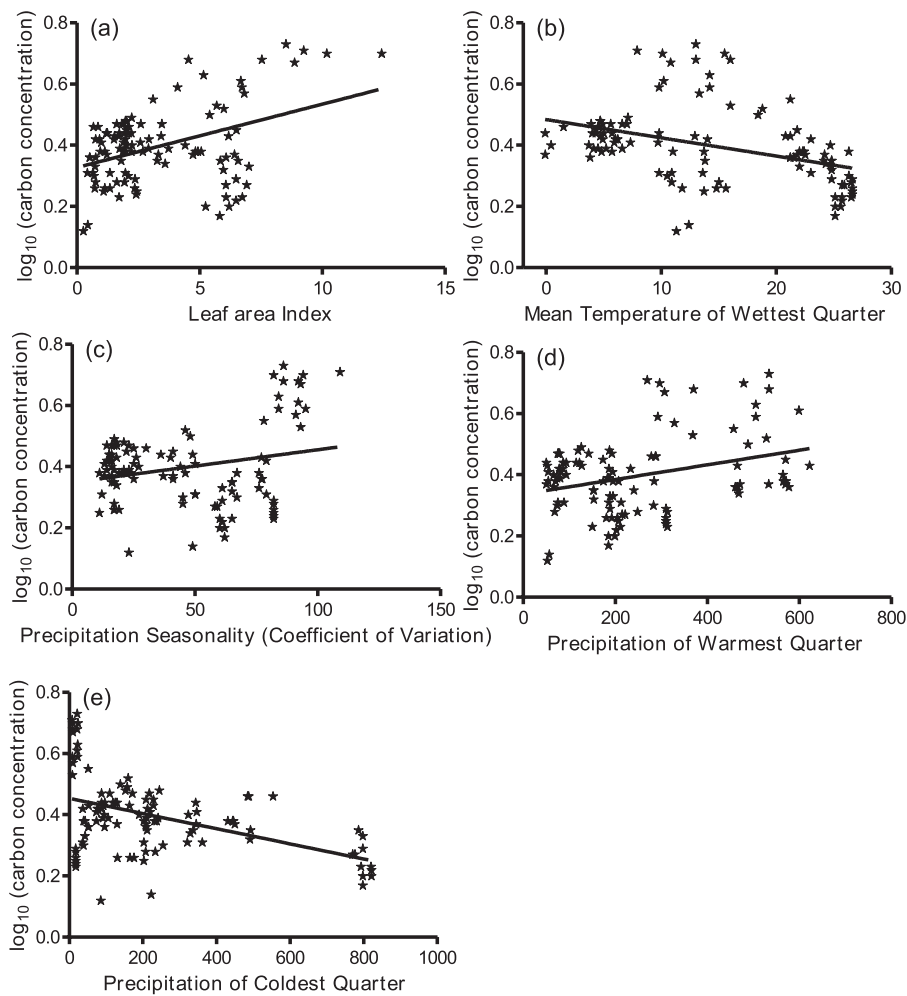 (a)
0.8
0.6
0.4
0.2
0.0
log10 (carbon concentration)
0 5 10 15
Leaf area Index
(b)
0.8
0.6
0.4
0.2
0.0
log10 (carbon concentration)
0 10 20 30
Mean Temperature of Wettest Quarter
(c)
0.8
0.6
0.4
0.2
0.0
log10 (carbon concentration)
0 50 100 150
Precipitation Seasonality (Coefficient of Variation)
(d)
0.8
0.6
0.4
0.2
0.0
log10 (carbon concentration)
0 200 400 600 800
Precipitation of Warmest Quarter
(e)
0.8
0.6
0.4
0.2
0.0
log10 (carbon concentration)
0 200 400 600 800 1000
Precipitation of Coldest Quarter